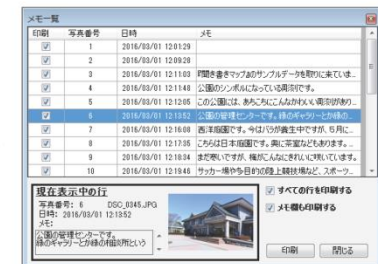 メモ一覧
印刷 写真番号 日時 メモ
1 2016/03/01 12:01:29
2 2016/03/01 12:09:28
3 2016/03/01 12:11:03 『聞き書きマップ』のサンプルデータを取りに来ていま..
4 2016/03/01 12:11:48 公園のシンボルになっている彫刻です。
5 2016/03/01 12:12:05 この公園には、あちこちにこんなかわいい彫刻があり..
6 2016/03/01 12:13:52 公園の管理センターです。緑のギャラリーとか緑の..
7 2016/03/01 12:16:08 西洋庭園です。今はバラが養生中ですが、5月に..
8 2016/03/01 12:17:35 こちらは日本庭園です。奥に茶室などもあります。..
9 2016/03/01 12:18:34 まだ寒いですが、梅がこんなにきれいに咲いています。
10 2016/03/01 12:19:46 サッカー場や多目的の陸上競技場など、スポーツ..
現在表示中の行
写真番号: 6 DSC_0345.JPG
日時: 2016/03/01 12:13:52
メモ:
公園の管理センターです。
緑のギャラリーとか緑の相談所という
すべての行を印刷する
メモ欄も印刷する
印刷 閉じる